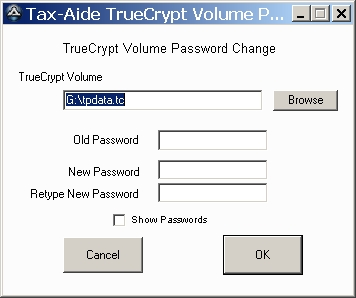 Tax-Aide TrueCrypt Volume P...
TrueCrypt Volume Password Change
TrueCrypt Volume
G:\tpdata.tc
Browse
Old Password
New Password
Retype New Password
Show Passwords
Cancel
OK